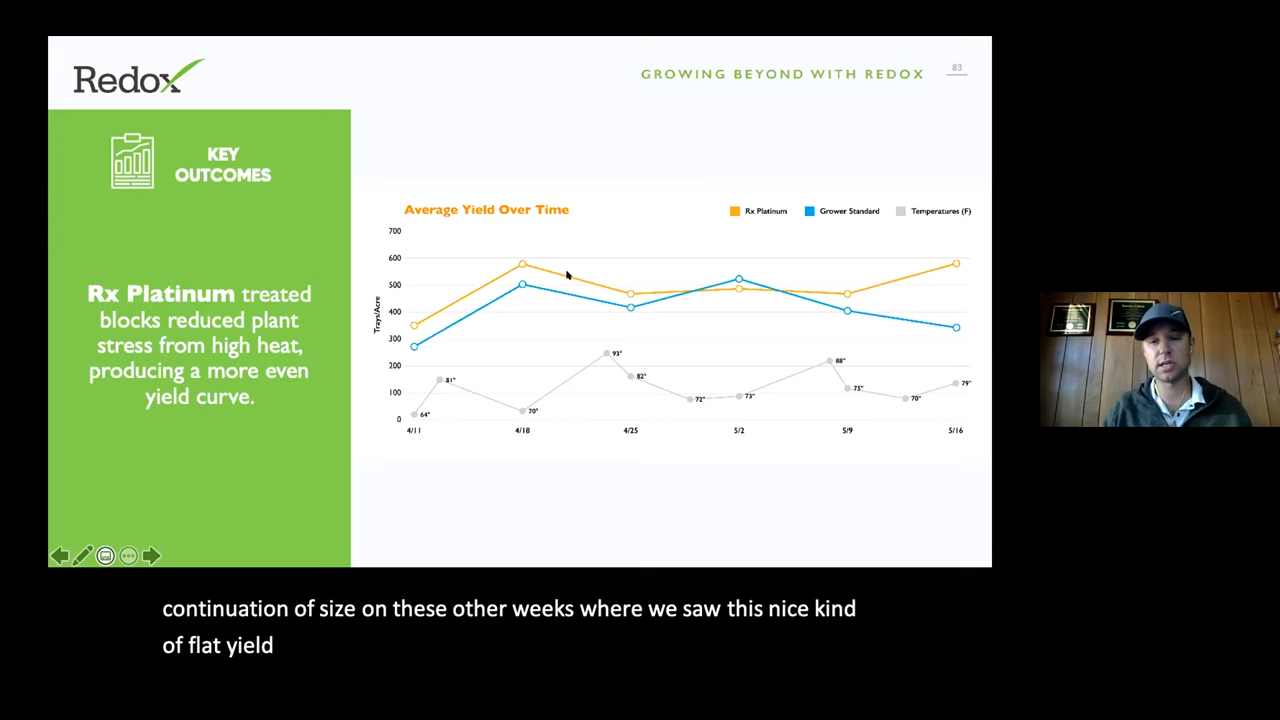 Redox
GROWING BEYOND WITH REDOX
83
KEY
OUTCOMES
Rx Platinum treated
blocks reduced plant
stress from high heat,
producing a more even
yield curve.
Average Yield Over Time
Rx Platinum
Grower Standard
Temperatures (F)
Trays/Acre
700
600
500
400
300
200
100
0
64°
81°
70°
93°
82°
72°
73°
88°
75°
70°
79°
4/11
4/18
4/25
5/2
5/9
5/16
continuation of size on these other weeks where we saw this nice kind
of flat yield